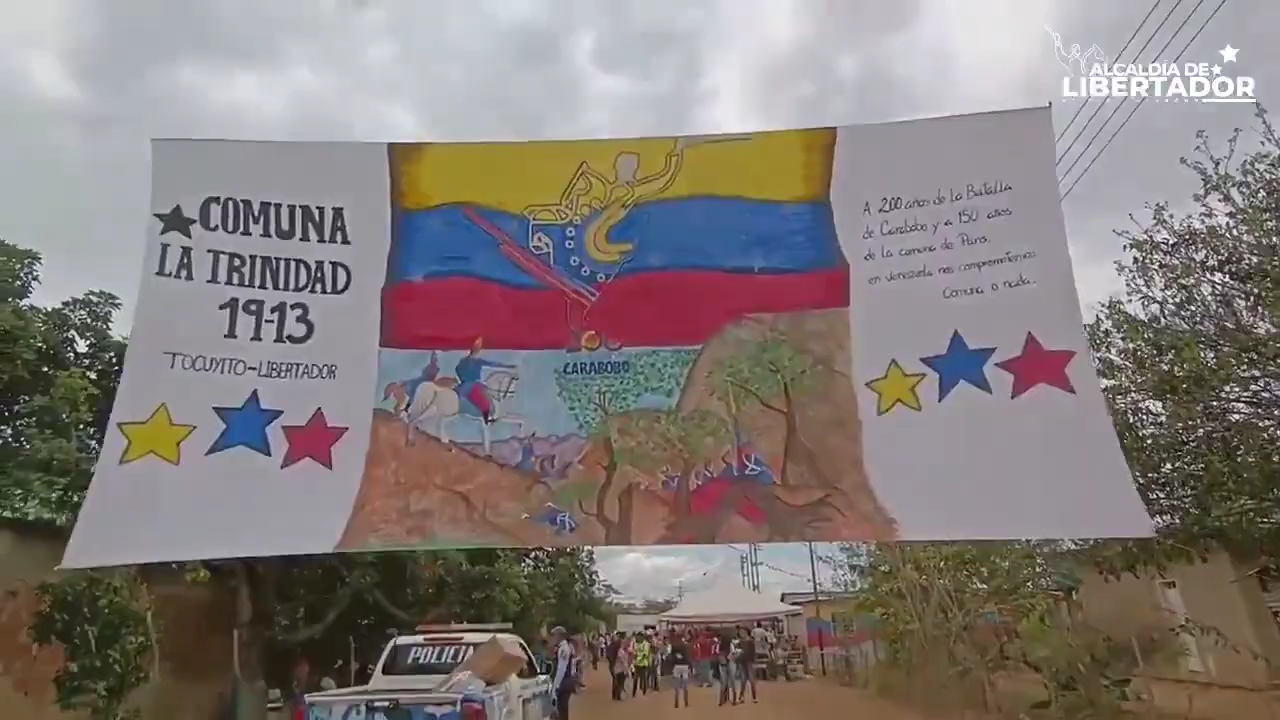 ALCALDÍA DE
LIBERTADOR
COMUNA
LA TRINIDAD
19-13
TOCUYITO-LIBERTADOR
CARABOBO
A 200 años de la Batalla
de Carabobo y a 150 años
de la comuna de Paris.
en venezuela nos comprometemos
Comuna o nada.
POLICIA